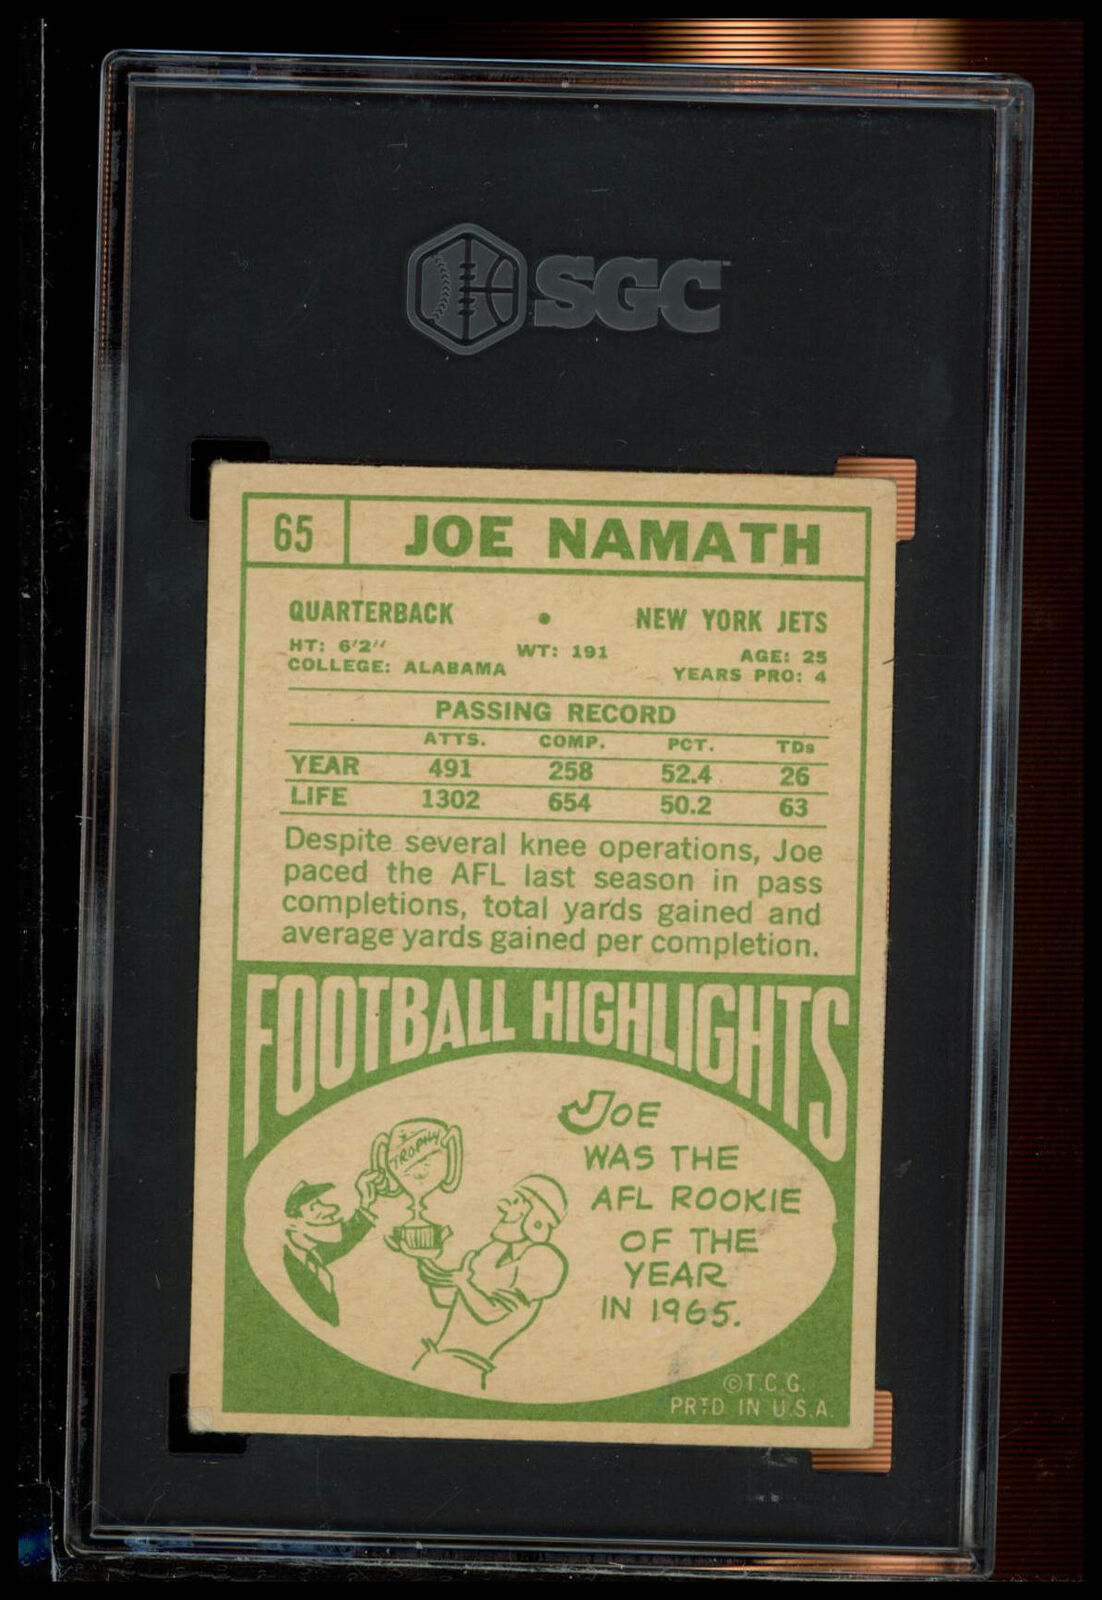 SGC
65 JOE NAMATH
QUARTERBACK • NEW YORK JETS
HT: 6'2" WT: 191 AGE: 25
COLLEGE: ALABAMA YEARS PRO: 4
PASSING RECORD
ATTS. COMP. PCT. TDs
YEAR 491 258 52.4 26
LIFE 1302 654 50.2 63
Despite several knee operations, Joe
paced the AFL last season in pass
completions, total yards gained and
average yards gained per completion.
FOOTBALL HIGHLIGHTS
TROPHY
JOE
WAS THE
AFL ROOKIE
OF THE
YEAR
IN 1965.
©T.C.G.
PRTD IN U.S.A.